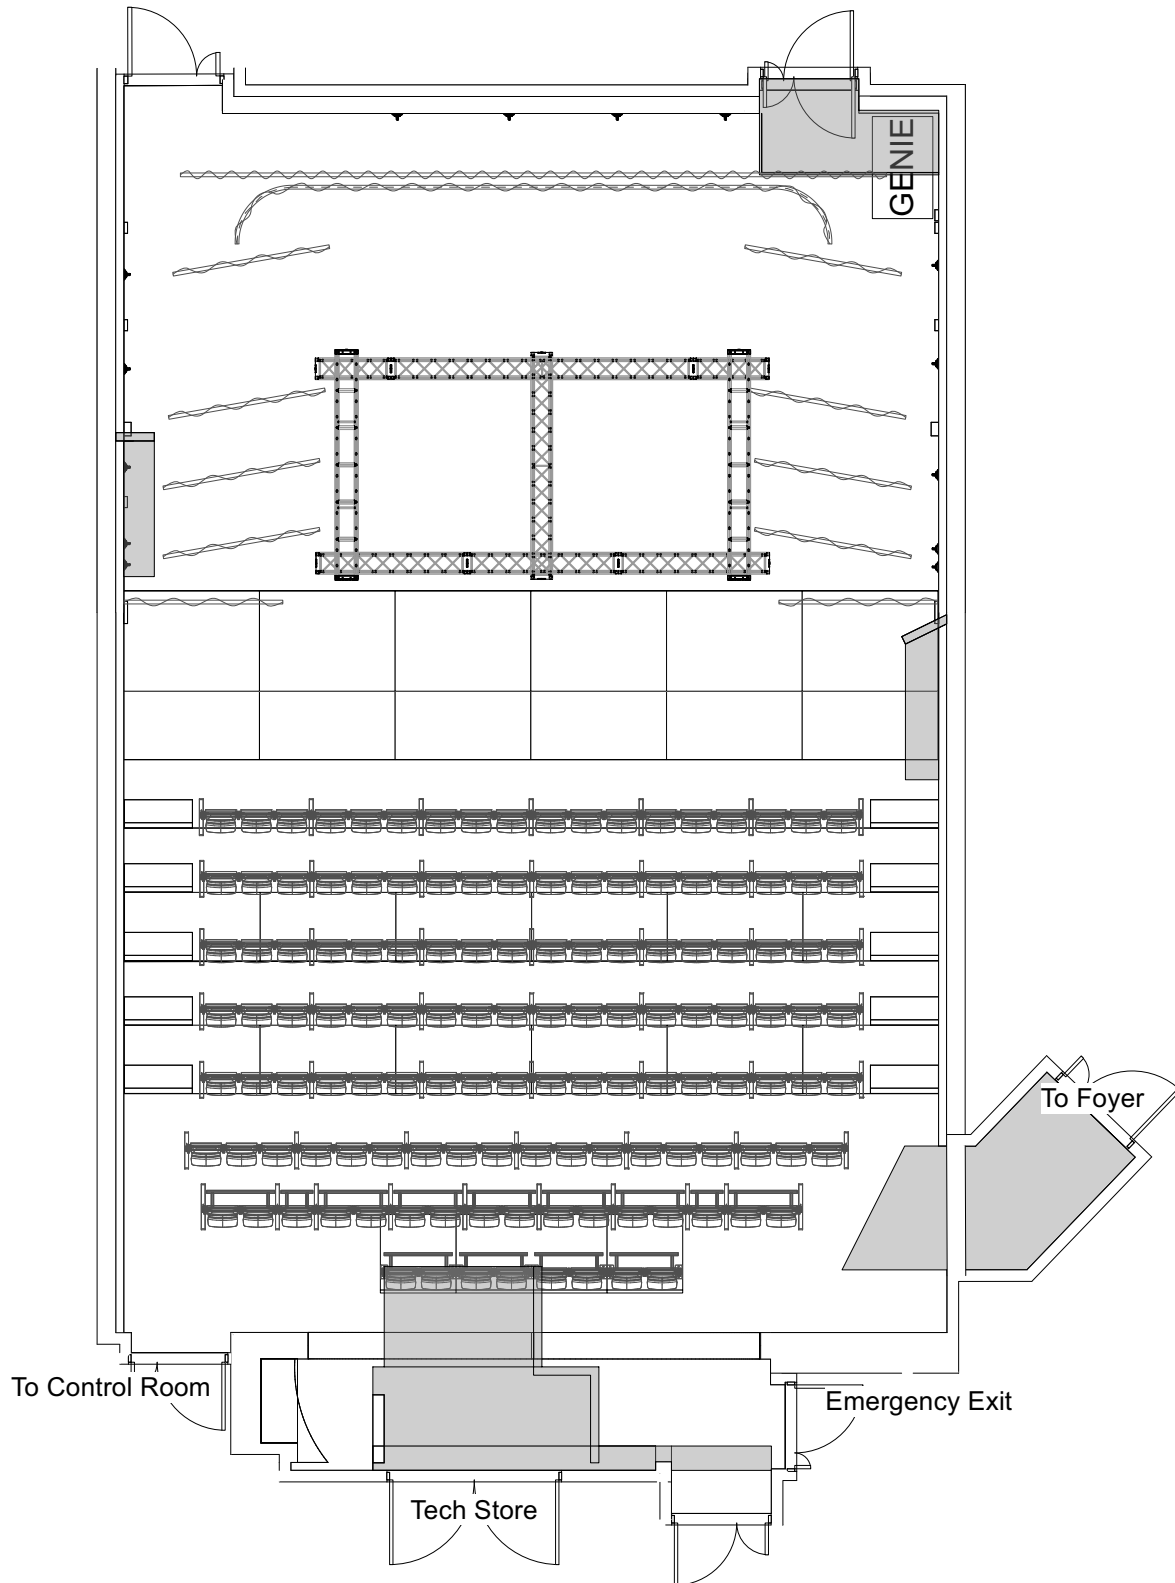 GENIE
To Foyer
To Control Room
Emergency Exit
Tech Store